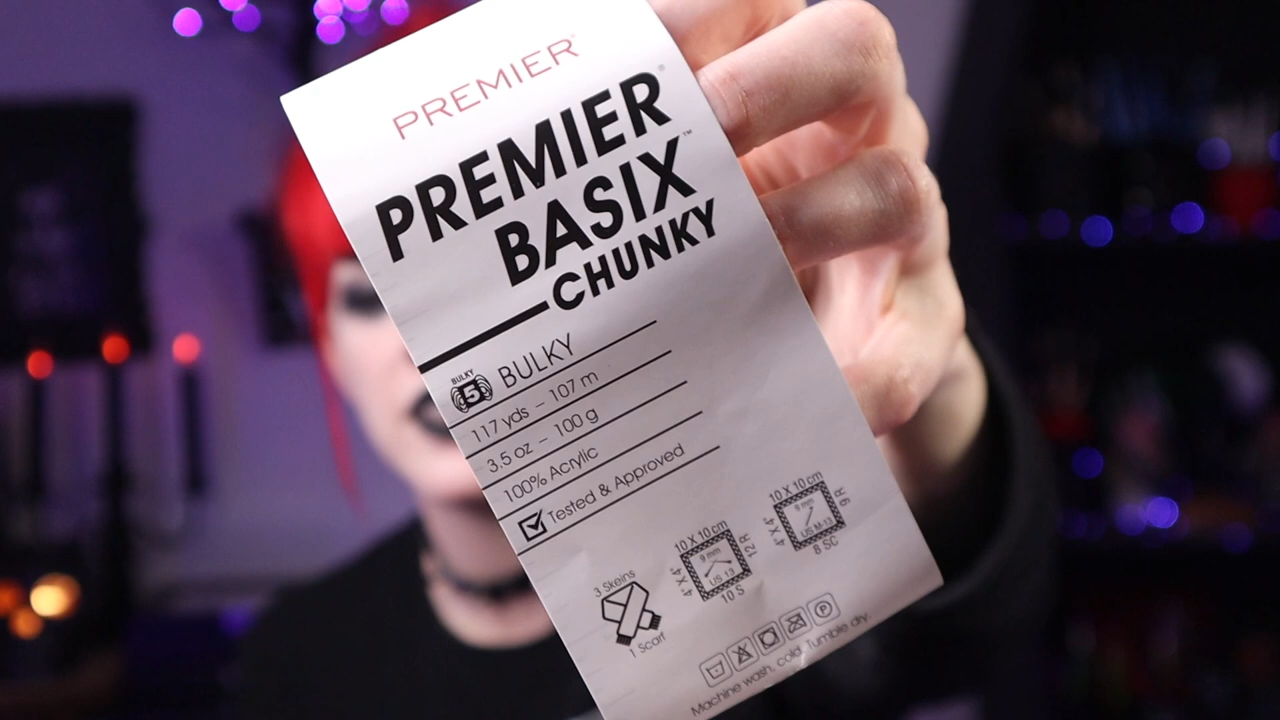 PREMIER®
PREMIER®
BASIX™
CHUNKY
BULKY
5
BULKY
117 yds – 107 m
3.5 oz – 100 g
100% Acrylic
Tested & Approved
3 Skeins
1 Scarf
10 X 10 cm
4" X 4"
9 mm
US 13
12 R
10 S
10 X 10 cm
4" X 4"
9 mm
US M-13
9 R
8 SC
P
Machine wash, cold. Tumble dry.